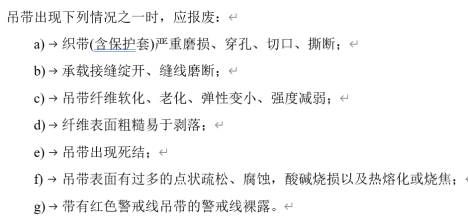 吊带出现下列情况之一时，应报废：↵
a)→织带(含保护套)严重磨损、穿孔、切口、撕断；↵
b)→承载接缝绽开、缝线磨断；↵
c)→吊带纤维软化、老化、弹性变小、强度减弱；↵
d)→纤维表面粗糙易于剥落；↵
e)→吊带出现死结；↵
f)→吊带表面有过多的点状疏松、腐蚀，酸碱烧损以及热熔化或烧焦；↵
g)→带有红色警戒线吊带的警戒线裸露。↵